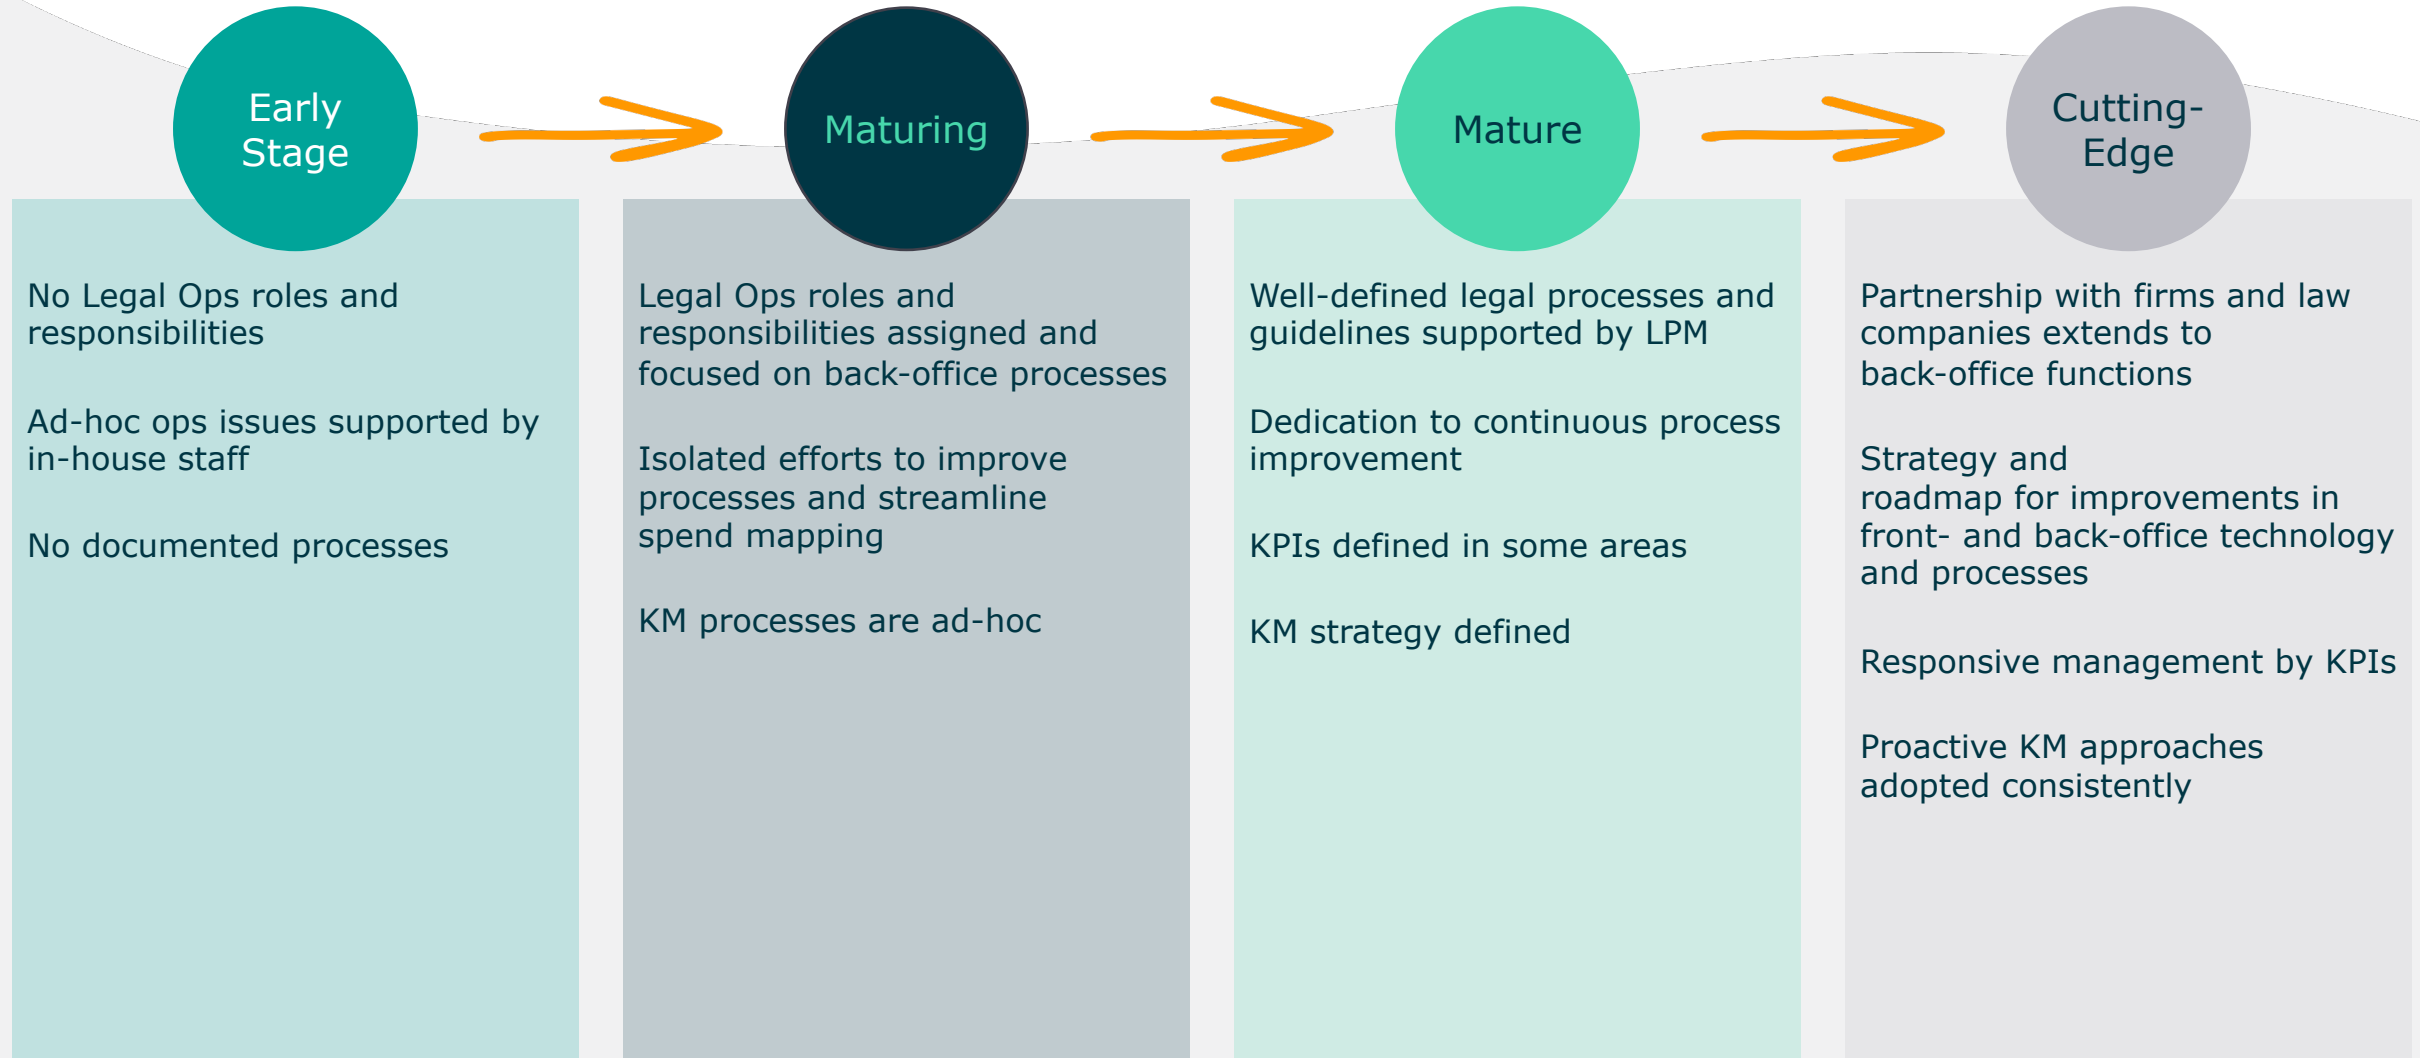 Early
Stage
No Legal Ops roles and
responsibilities
Ad-hoc ops issues supported by
in-house staff
No documented processes
Maturing
Legal Ops roles and
responsibilities assigned and
focused on back-office processes
Isolated efforts to improve
processes and streamline
spend mapping
KM processes are ad-hoc
Mature
Well-defined legal processes and
guidelines supported by LPM
Dedication to continuous process
improvement
KPIs defined in some areas
KM strategy defined
Cutting-
Edge
Partnership with firms and law
companies extends to
back-office functions
Strategy and
roadmap for improvements in
front- and back-office technology
and processes
Responsive management by KPIs
Proactive KM approaches
adopted consistently